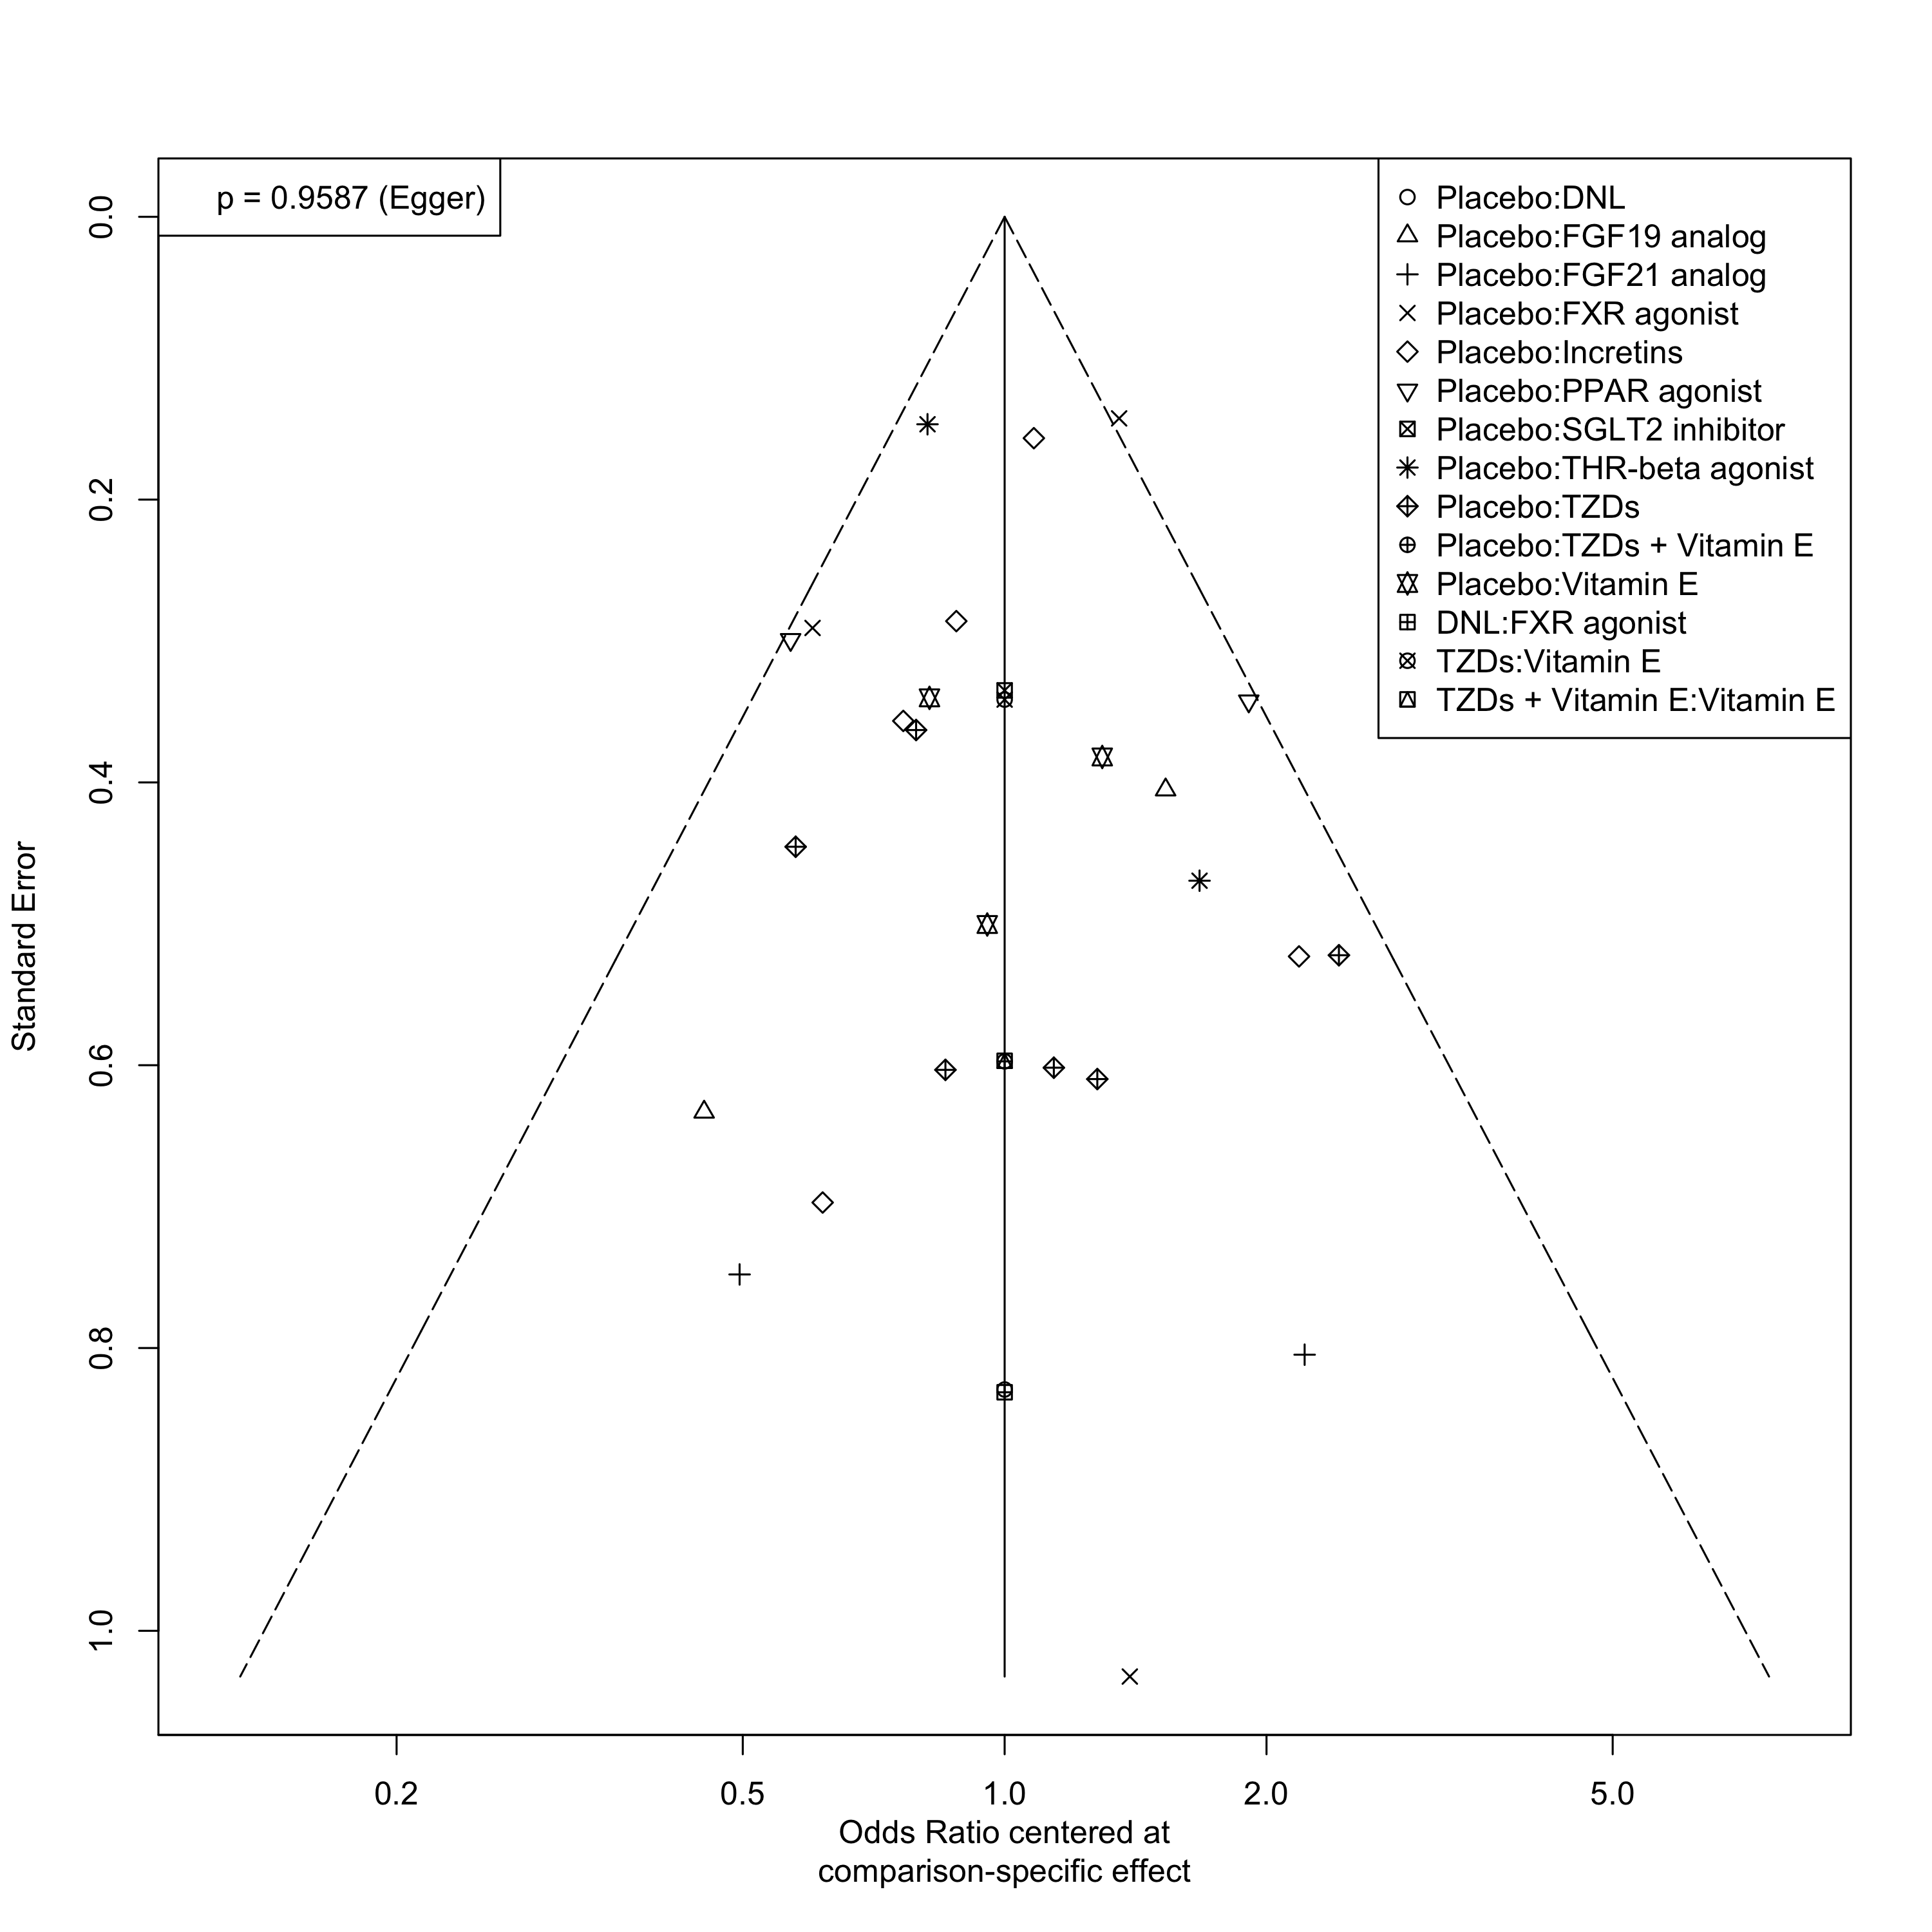 p = 0.9587 (Egger)
Placebo:DNL
Placebo:FGF19 analog
Placebo:FGF21 analog
Placebo:FXR agonist
Placebo:Incretins
Placebo:PPAR agonist
Placebo:SGLT2 inhibitor
Placebo:THR-beta agonist
Placebo:TZDs
Placebo:TZDs + Vitamin E
Placebo:Vitamin E
DNL:FXR agonist
TZDs:Vitamin E
TZDs + Vitamin E:Vitamin E
Standard Error
0.0
0.2
0.4
0.6
0.8
1.0
0.2
0.5
1.0
2.0
5.0
Odds Ratio centered at
comparison-specific effect